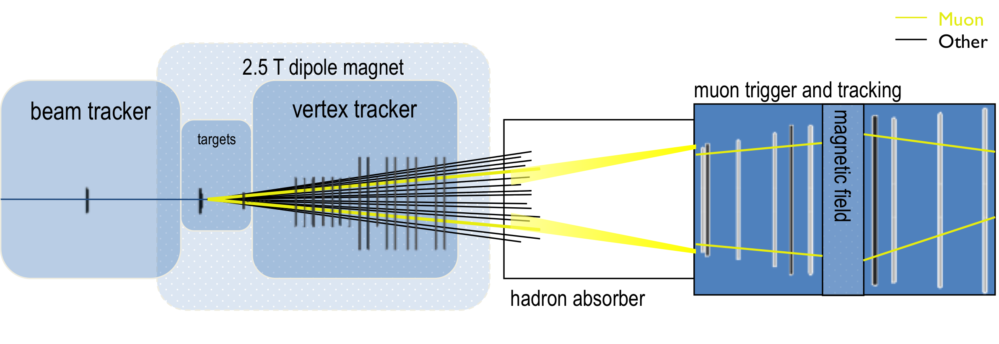 Muon
Other
2.5 T dipole magnet
beam tracker
targets
vertex tracker
hadron absorber
muon trigger and tracking
magnetic field